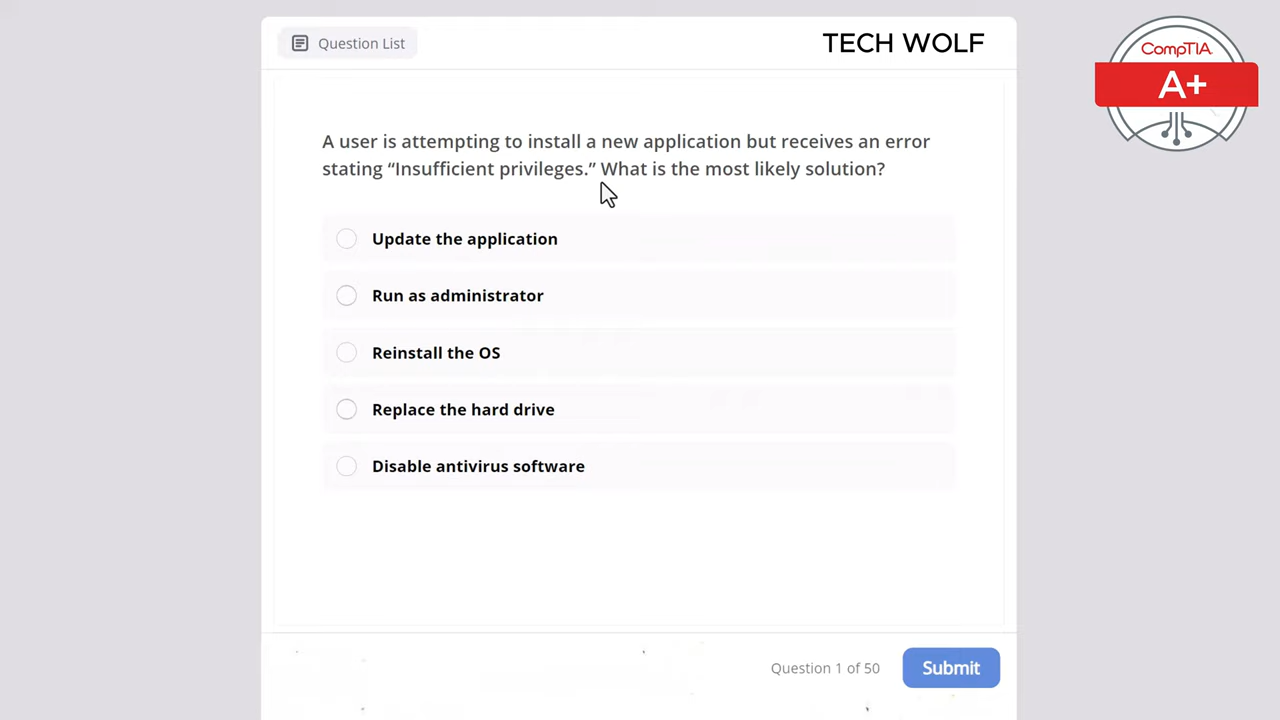 Question List
TECH WOLF
CompTIA.
A+
A user is attempting to install a new application but receives an error
stating “Insufficient privileges.” What is the most likely solution?
Update the application
Run as administrator
Reinstall the OS
Replace the hard drive
Disable antivirus software
Question 1 of 50
Submit